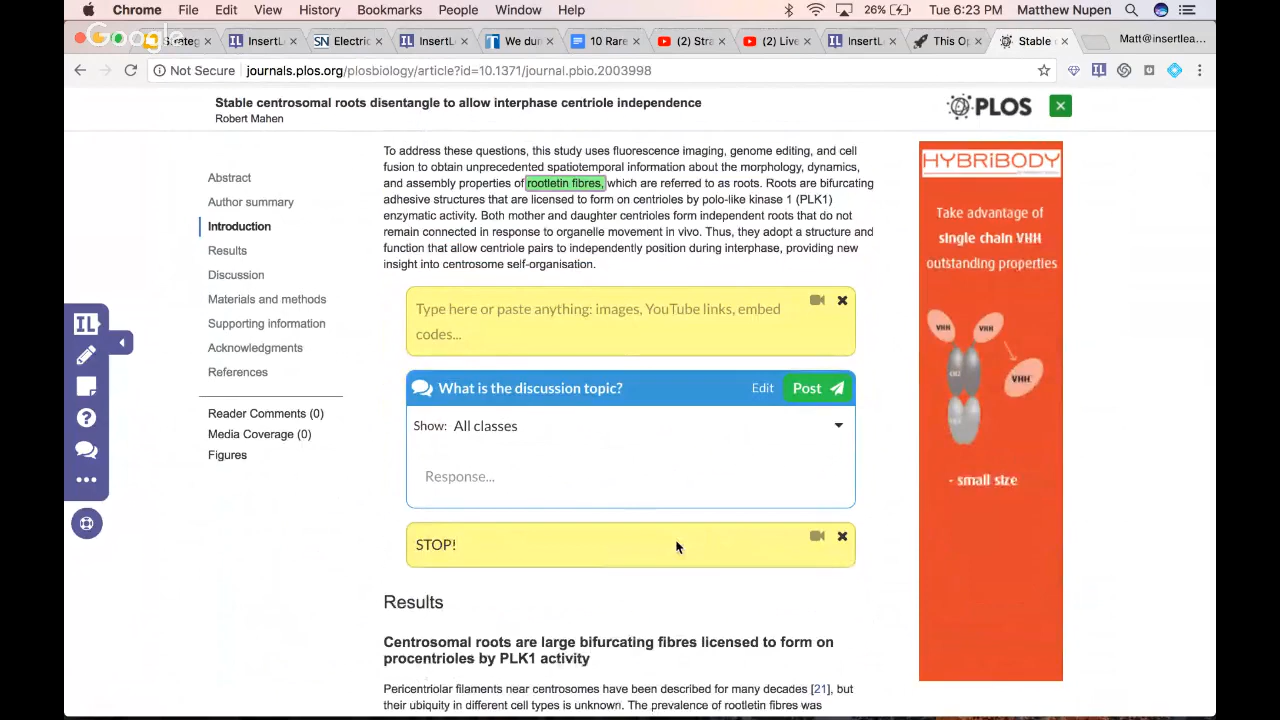 Chrome File Edit View History Bookmarks People Window Help 26% Tue 6:23 PM Matthew Nupen
Google
InsertL
Electric
InsertL
We dum
10 Rare
(2) Stra
(2) Live
InsertL
This Op
Stable
Matt@insertlea...
Not Secure journals.plos.org/plosbiology/article?id=10.1371/journal.pbio.2003998
Stable centrosomal roots disentangle to allow interphase centriole independence
Robert Mahen
PLOS
Abstract
Author summary
Introduction
Results
Discussion
Materials and methods
Supporting information
Acknowledgments
References
Reader Comments (0)
Media Coverage (0)
Figures
IL
To address these questions, this study uses fluorescence imaging, genome editing, and cell
fusion to obtain unprecedented spatiotemporal information about the morphology, dynamics,
and assembly properties of rootletin fibres, which are referred to as roots. Roots are bifurcating
adhesive structures that are licensed to form on centrioles by polo-like kinase 1 (PLK1)
enzymatic activity. Both mother and daughter centrioles form independent roots that do not
remain connected in response to organelle movement in vivo. Thus, they adopt a structure and
function that allow centriole pairs to independently position during interphase, providing new
insight into centrosome self-organisation.
Type here or paste anything: images, YouTube links, embed
codes...
What is the discussion topic? Edit Post
Show: All classes
Response...
STOP!
Results
Centrosomal roots are large bifurcating fibres licensed to form on
procentrioles by PLK1 activity
Pericentriolar filaments near centrosomes have been described for many decades [21], but
their ubiquity in different cell types is unknown. The prevalence of rootletin fibres was
HYBRiBODY
Take advantage of
single chain VHH
outstanding properties
VHH VHH
VHH
- small size